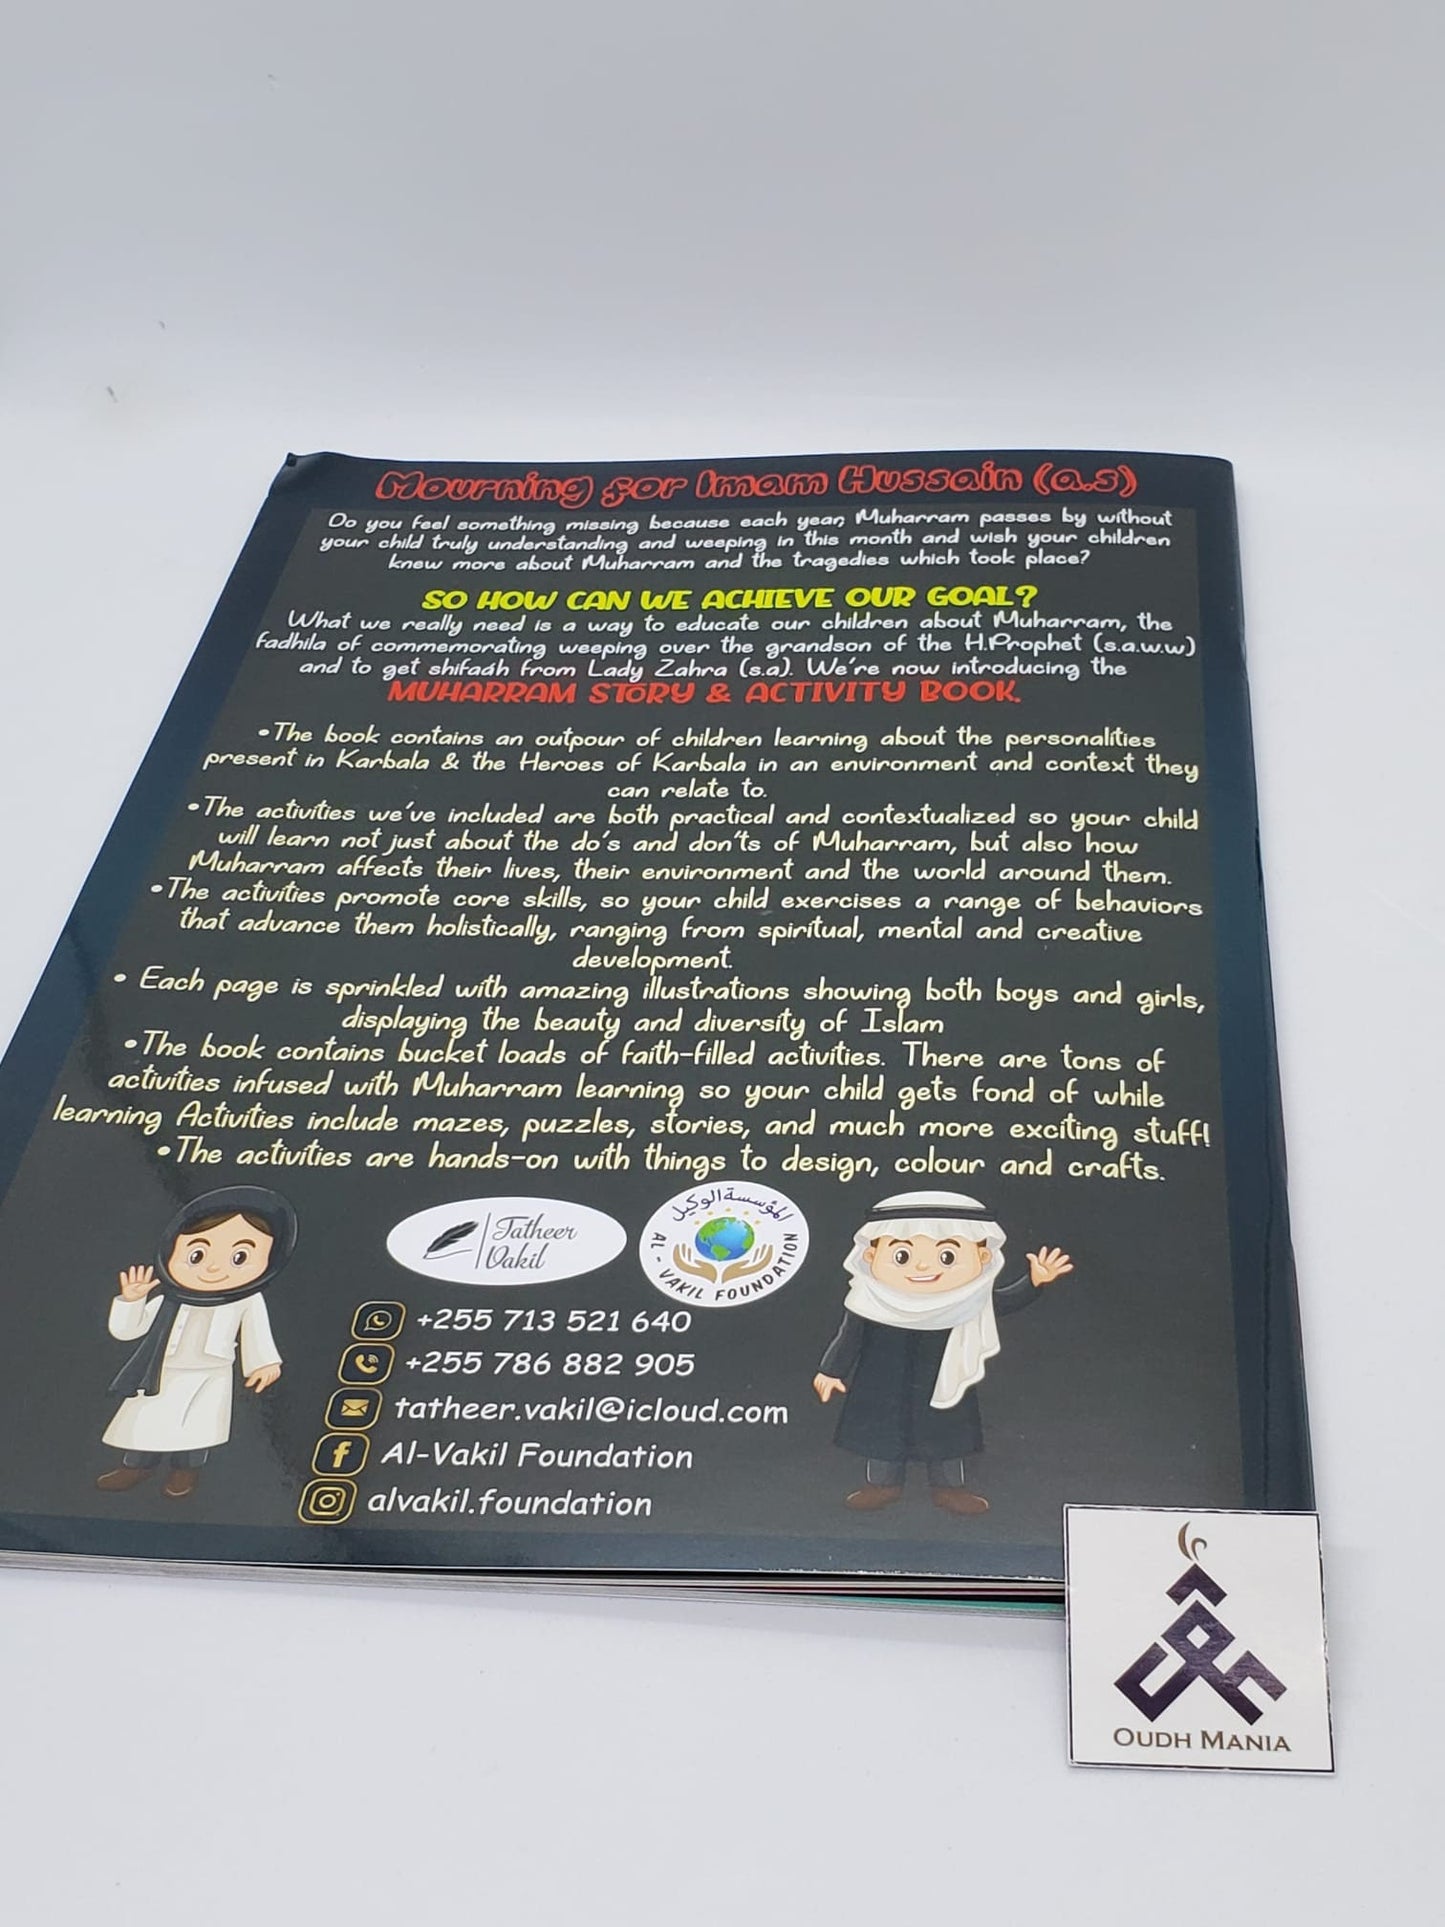 Mourning for Imam Hussain (a.s)
Do you feel something missing because each year, Muharram passes by without
your child truly understanding and weeping in this month and wish your children
knew more about Muharram and the tragedies which took place?
SO HOW CAN WE ACHIEVE OUR GOAL?
What we really need is a way to educate our children about Muharram, the
fadhila of commemorating weeping over the grandson of the H.Prophet (s.a.w.w)
and to get shifaáh from Lady Zahra (s.a). We're now introducing the
MUHARRAM STORY & ACTIVITY BOOK.
•The book contains an outpour of children learning about the personalities
present in Karbala & the Heroes of Karbala in an environment and context they
can relate to.
•The activities we've included are both practical and contextualized so your child
will learn not just about the do's and don'ts of Muharram, but also how
Muharram affects their lives, their environment and the world around them.
•The activities promote core skills, so your child exercises a range of behaviors
that advance them holistically, ranging from spiritual, mental and creative
development.
• Each page is sprinkled with amazing illustrations showing both boys and girls,
displaying the beauty and diversity of Islam
•The book contains bucket loads of faith-filled activities. There are tons of
activities infused with Muharram learning so your child gets fond of while
learning Activities include mazes, puzzles, stories, and much more exciting stuff!
•The activities are hands-on with things to design, colour and crafts.
Tatheer
Vakil
المؤسسة الوكيل
AL-VAKIL FOUNDATION
+255 713 521 640
+255 786 882 905
tatheer.vakil@icloud.com
Al-Vakil Foundation
alvakil.foundation
OUDH MANIA